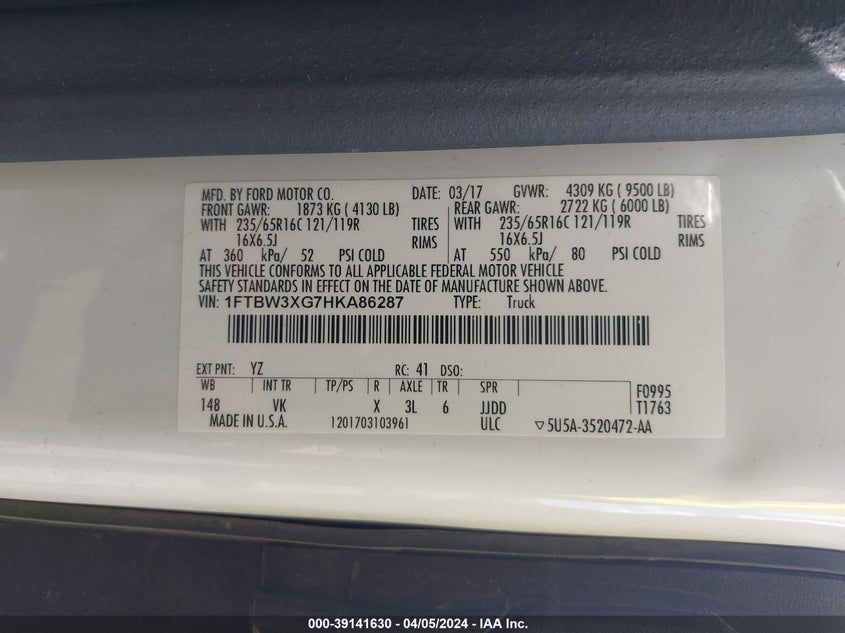 MFD. BY FORD MOTOR CO. DATE: 03/17 GVWR: 4309 KG ( 9500 LB)
FRONT GAWR: 1873 KG ( 4130 LB) REAR GAWR: 2722 KG ( 6000 LB)
WITH 235/65R16C 121/119R TIRES WITH 235/65R16C 121/119R TIRES
16X6.5J RIMS 16X6.5J RIMS
AT 360 kPa/ 52 PSI COLD AT 550 kPa/ 80 PSI COLD
THIS VEHICLE CONFORMS TO ALL APPLICABLE FEDERAL MOTOR VEHICLE
SAFETY STANDARDS IN EFFECT ON THE DATE OF MANUFACTURE SHOWN ABOVE.
VIN: 1FTBW3XG7HKA86287 TYPE: Truck
EXT PNT: YZ RC: 41 DSO:
WB INT TR TP/PS R AXLE TR SPR F0995
148 VK X 3L 6 JJDD T1763
MADE IN U.S.A. 1201703103961 ULC ▽5U5A-3520472-AA
000-39141630 - 04/05/2024 - IAA Inc.